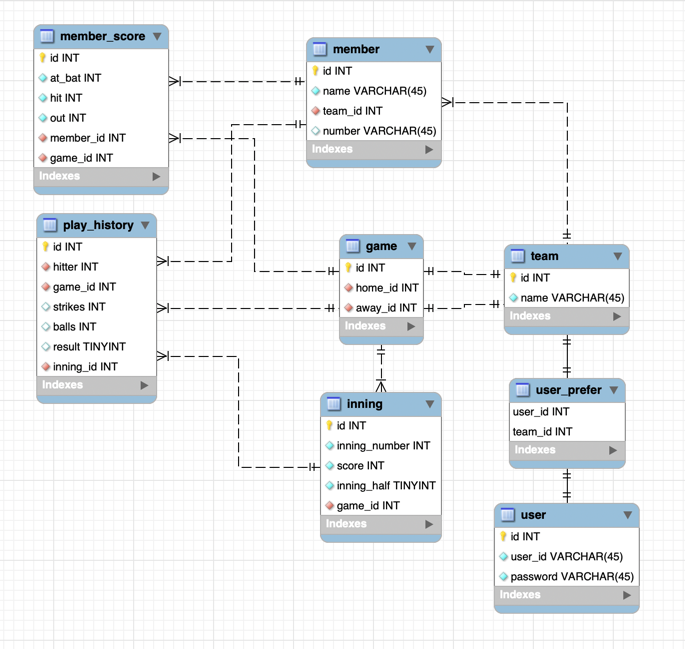 member_score
id INT
at_bat INT
hit INT
out INT
member_id INT
game_id INT
Indexes
member
id INT
name VARCHAR(45)
team_id INT
number VARCHAR(45)
Indexes
play_history
id INT
hitter INT
game_id INT
strikes INT
balls INT
result TINYINT
inning_id INT
Indexes
game
id INT
home_id INT
away_id INT
Indexes
team
id INT
name VARCHAR(45)
Indexes
inning
id INT
inning_number INT
score INT
inning_half TINYINT
game_id INT
Indexes
user_prefer
user_id INT
team_id INT
Indexes
user
id INT
user_id VARCHAR(45)
password VARCHAR(45)
Indexes